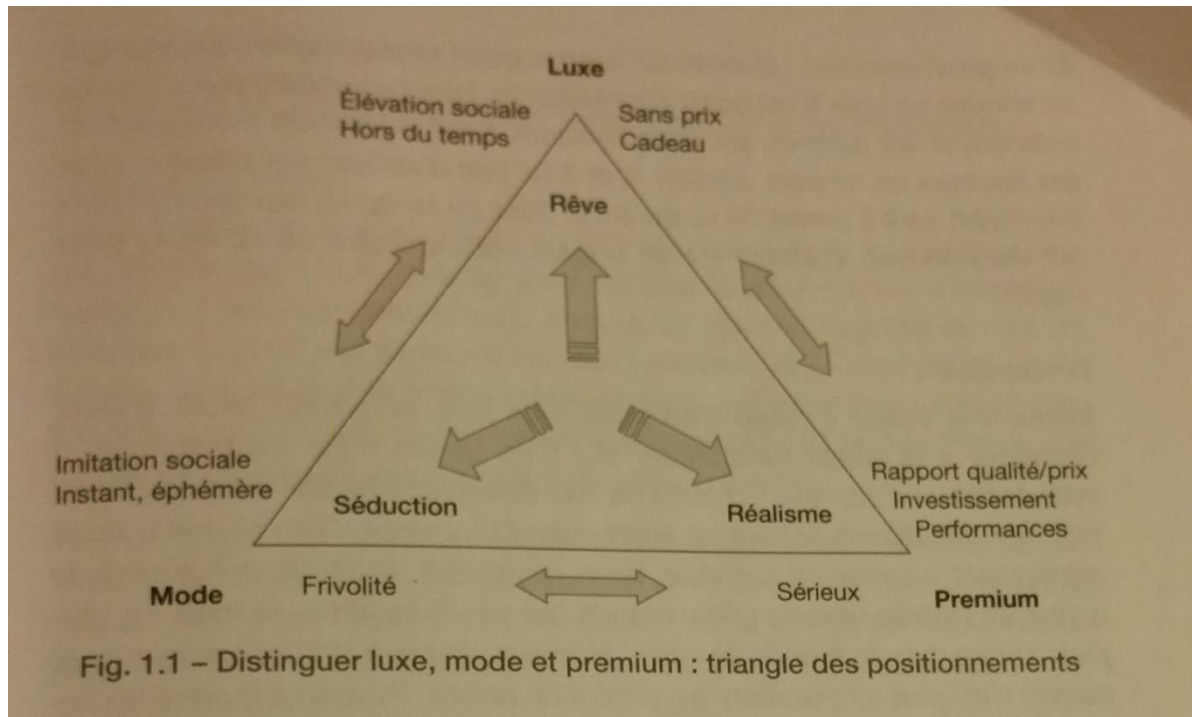 Luxe
Élévation sociale
Hors du temps
Sans prix
Cadeau
Rêve
Imitation sociale
Instant, éphémère
Séduction
Réalisme
Rapport qualité/prix
Investissement
Performances
Mode
Frivolité
Sérieux
Premium
Fig. 1.1 – Distinguer luxe, mode et premium : triangle des positionnements